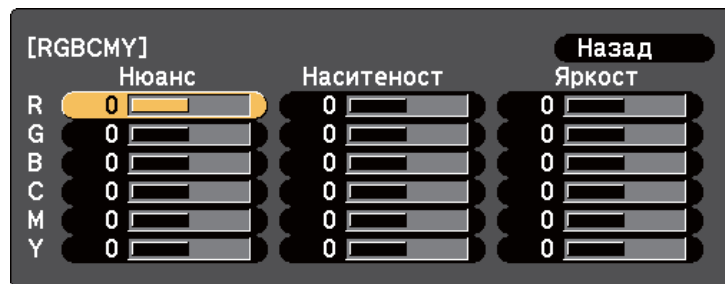 [RGBCMY] Назад
Нюанс Наситеност Яркост
R 0 0 0
G 0 0 0
B 0 0 0
C 0 0 0
M 0 0 0
Y 0 0 0